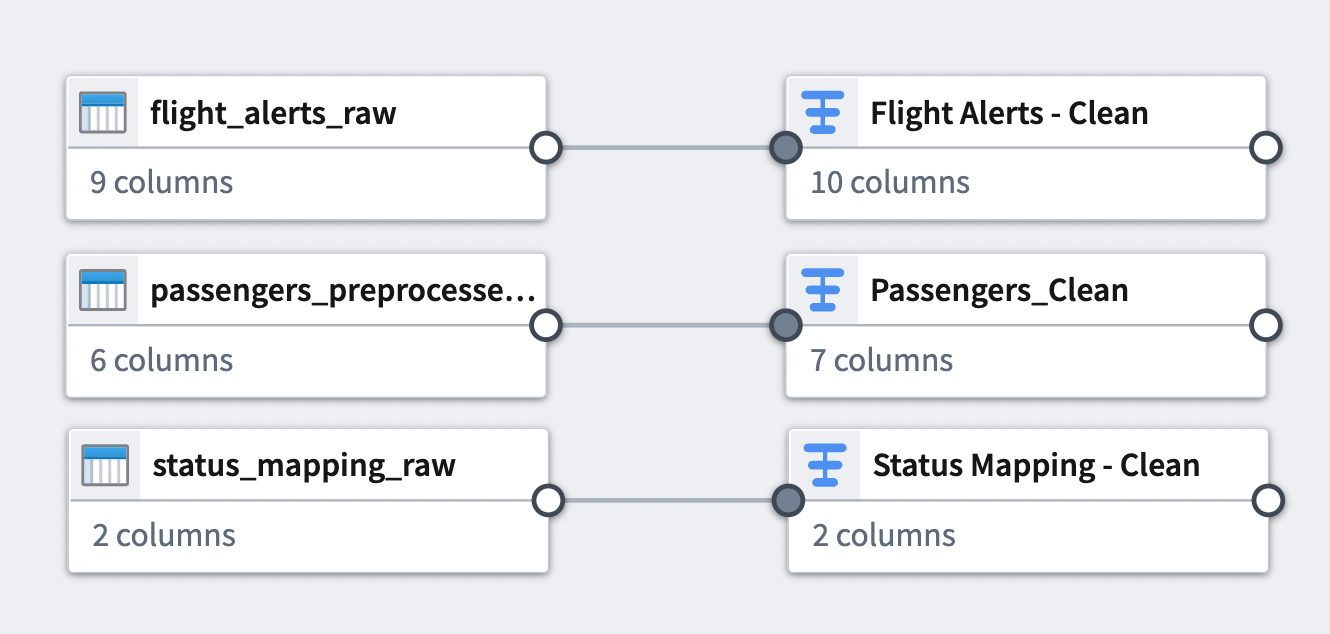 flight_alerts_raw
9 columns
Flight Alerts - Clean
10 columns
passengers_preprocesse...
6 columns
Passengers_Clean
7 columns
status_mapping_raw
2 columns
Status Mapping - Clean
2 columns